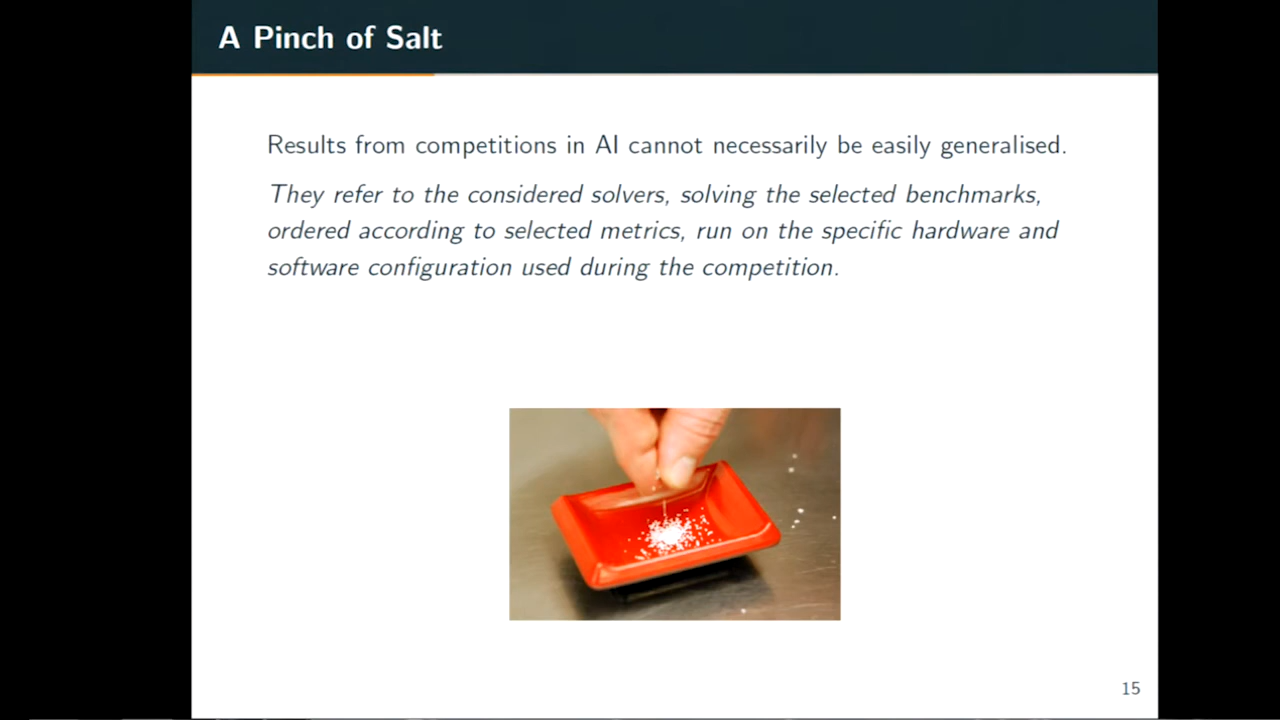 A Pinch of Salt
Results from competitions in AI cannot necessarily be easily generalised.
They refer to the considered solvers, solving the selected benchmarks,
ordered according to selected metrics, run on the specific hardware and
software configuration used during the competition.
15